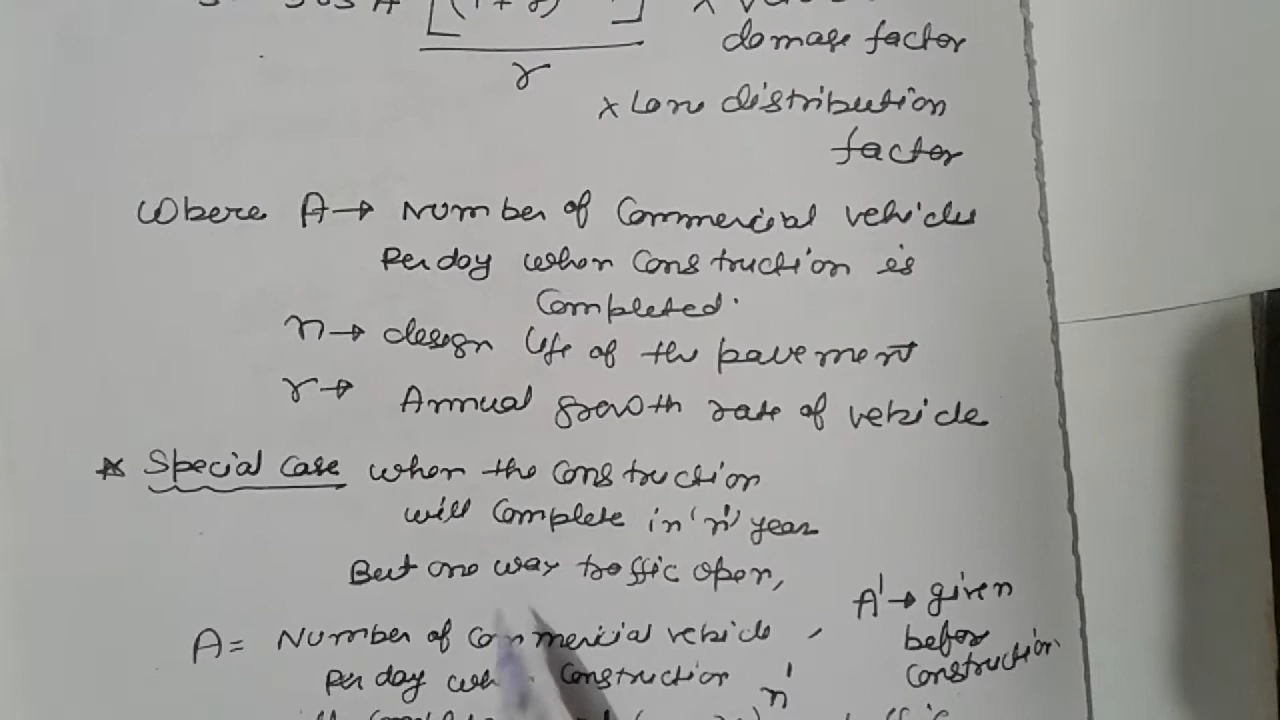 damage factor
r
x Lane distribution
factor
Where A → Number of Commercial vehicles
Per day when construction is
Completed.
n → design life of the pavement
r → Annual growth rate of vehicle
* Special case when the construction
will complete in 'n'' year
But one way traffic open,
A' → given
A = Number of commercial vehicle ,
before
Per day construction
construction.
n'